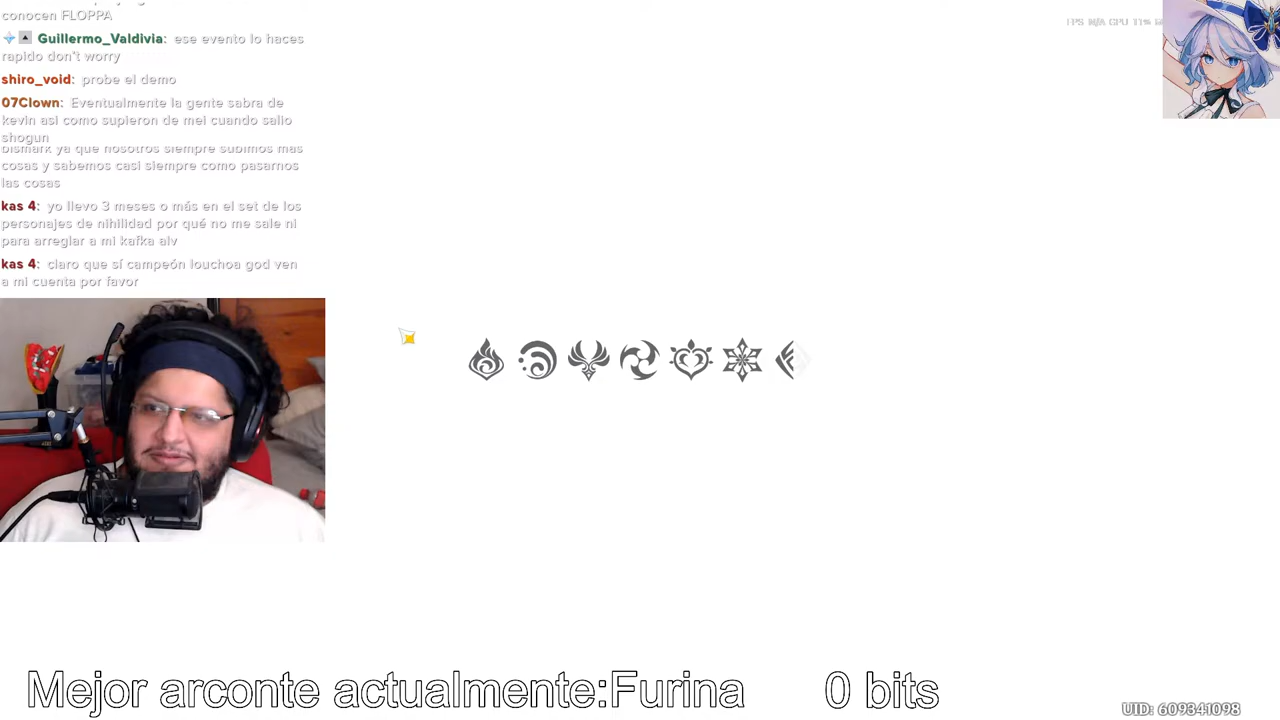 conocen FLOPPA
Guillermo_Valdivia: ese evento lo haces
rapido don't worry
shiro_void: probe el demo
07Clown: Eventualmente la gente sabra de
kevin asi como supieron de mei cuando salio
shogun
bismark ya que nosotros siempre subimos mas
cosas y sabemos casi siempre como pasarnos
las cosas
kas 4: yo llevo 3 meses o más en el set de los
personajes de nihilidad por qué no me sale ni
para arreglar a mi kafka alv
kas 4: claro que sí campeón louchoa god ven
a mi cuenta por favor
FPS N/A GPU 11%
Mejor arconte actualmente:Furina 0 bits
UID: 609341098